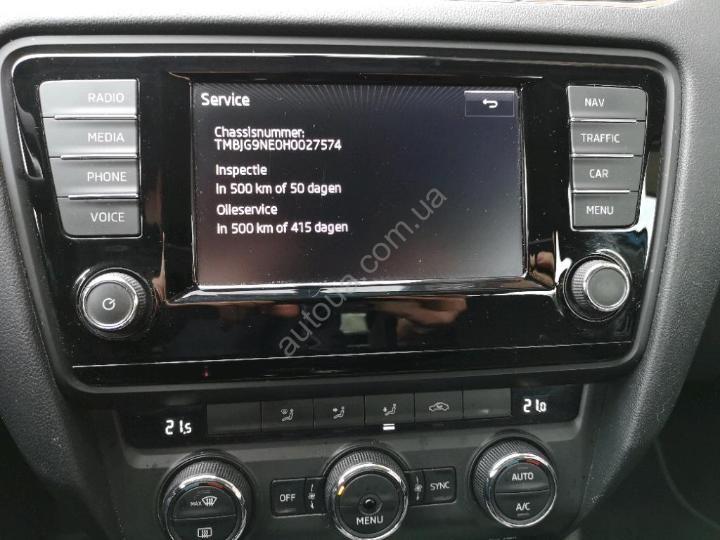 RADIO
MEDIA
PHONE
VOICE
Service
Chassisnummer:
TMBJG9NE0H0027574
Inspectie
In 500 km of 50 dagen
Olieservice
In 500 km of 415 dagen
NAV
TRAFFIC
CAR
MENU
autoua.com.ua
21.5
21.0
MAX
OFF
MENU
SYNC
AUTO
A/C